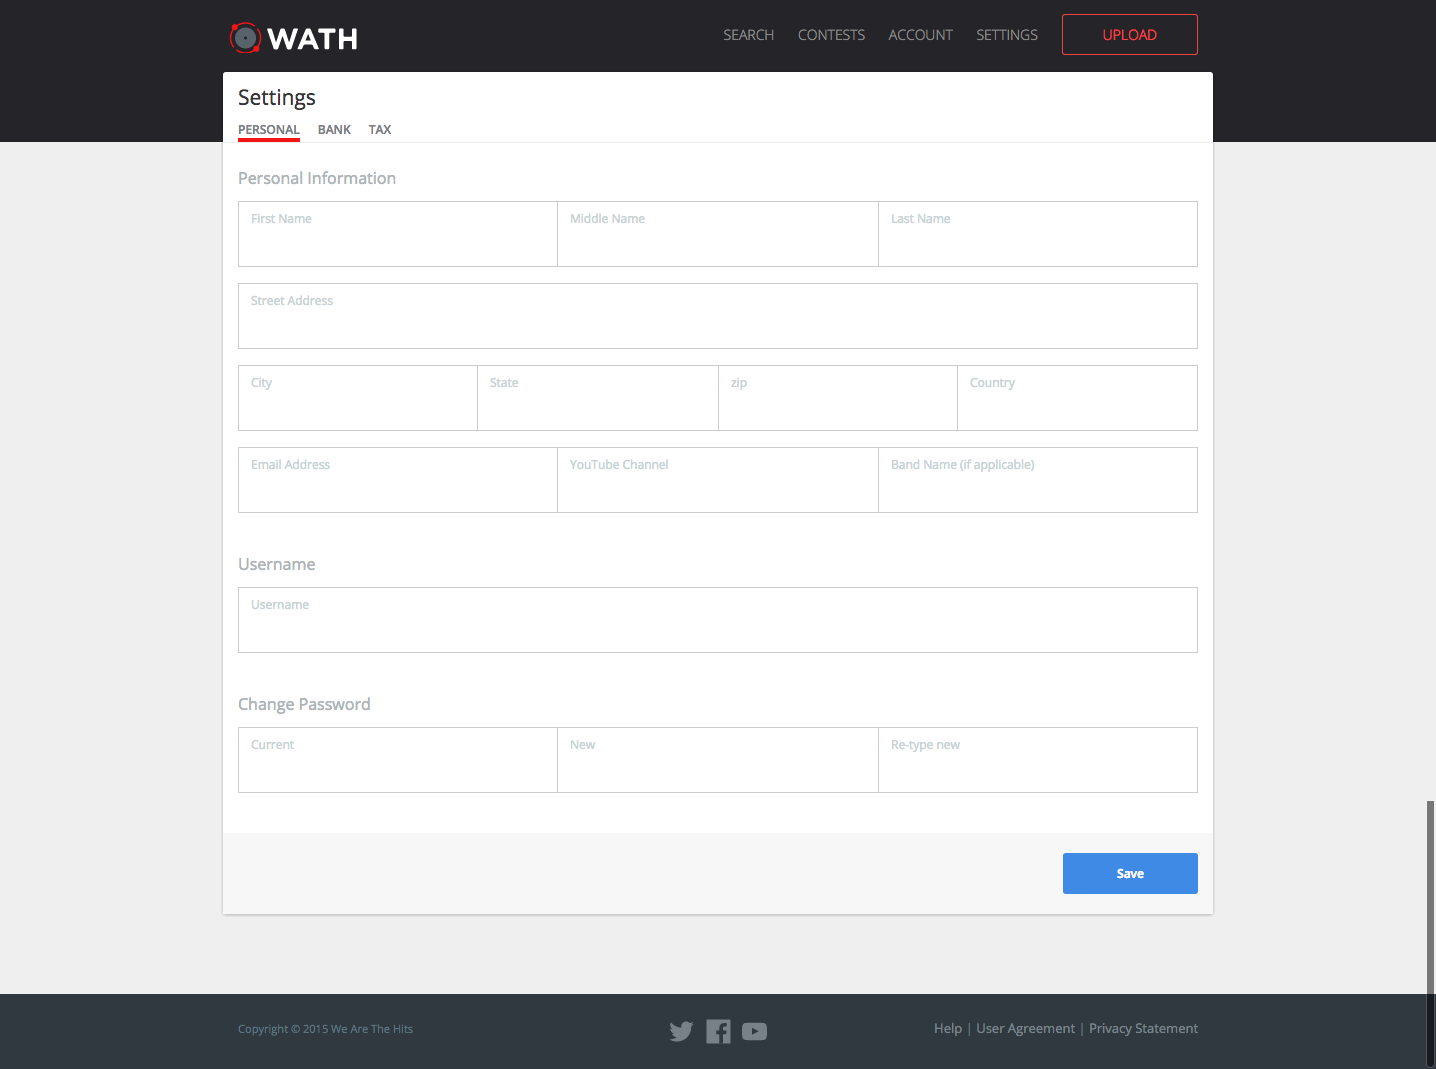 WATH
SEARCH CONTESTS ACCOUNT SETTINGS UPLOAD
Settings
PERSONAL BANK TAX
Personal Information
First Name Middle Name Last Name
Street Address
City State zip Country
Email Address YouTube Channel Band Name (if applicable)
Username
Username
Change Password
Current New Re-type new
Save
Copyright © 2015 We Are The Hits Help | User Agreement | Privacy Statement